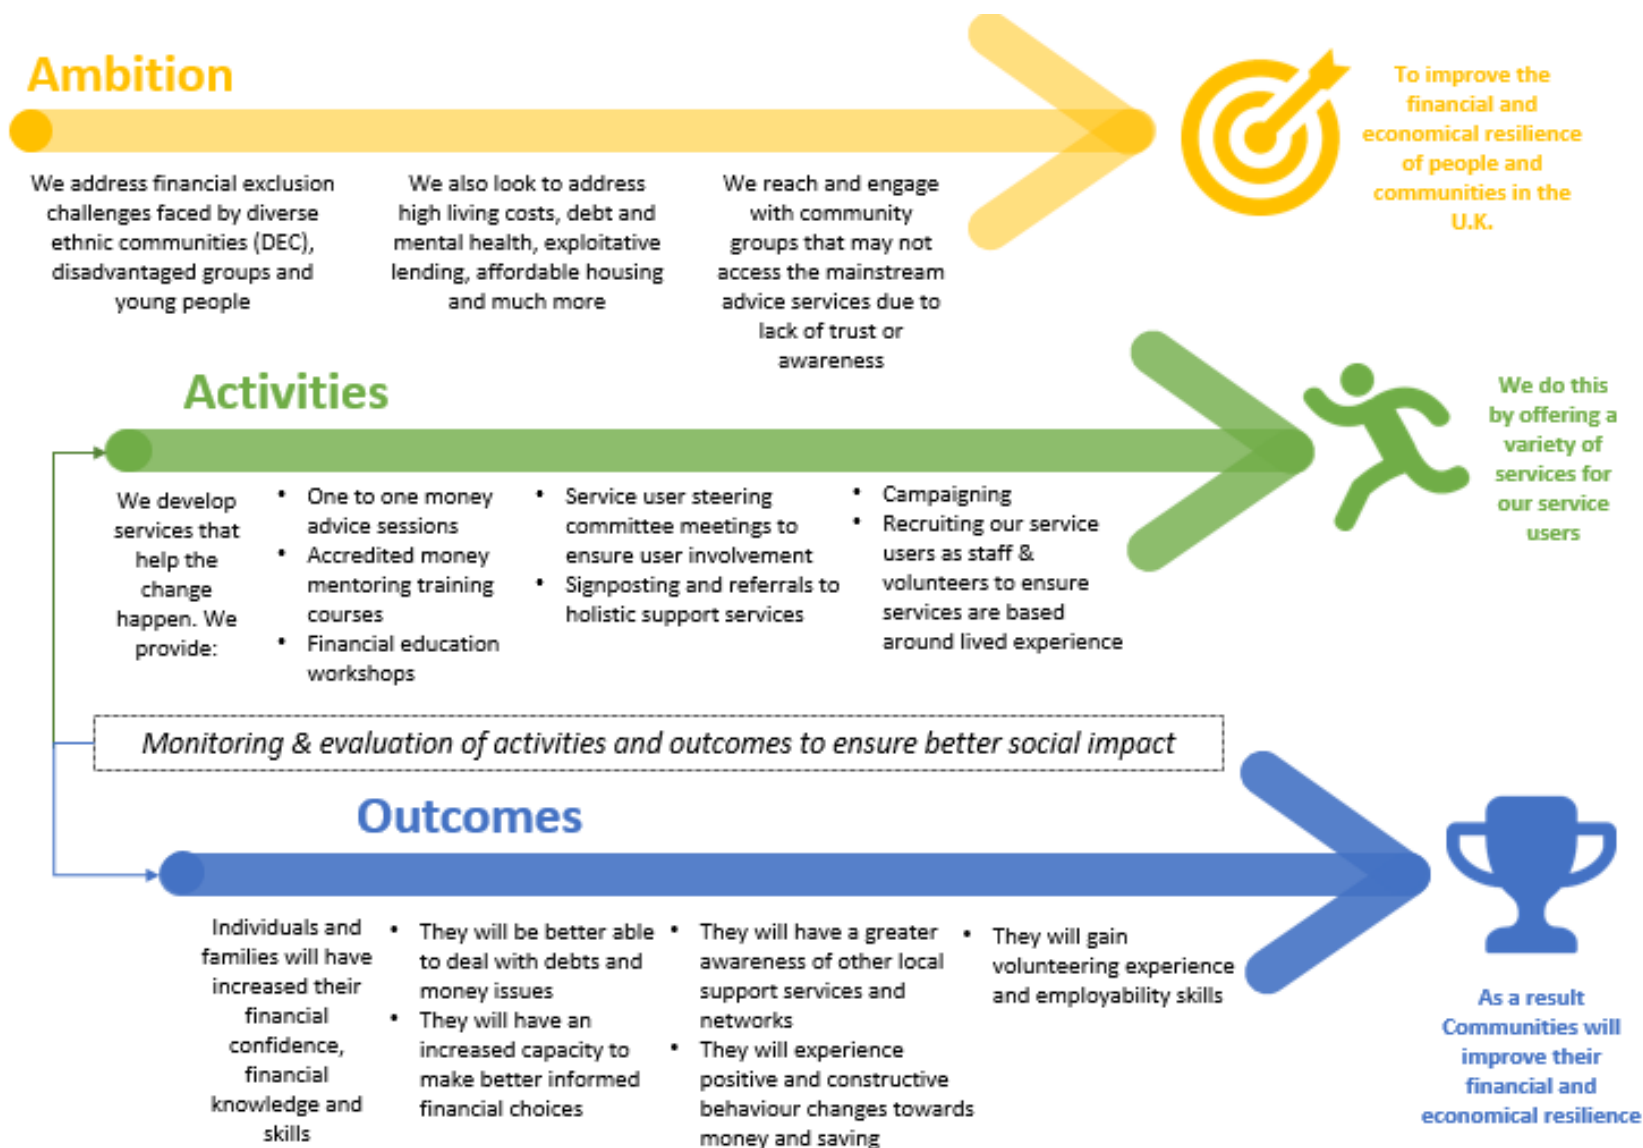 Ambition
To improve the
financial and
economical resilience
of people and
communities in the
U.K.
We address financial exclusion
challenges faced by diverse
ethnic communities (DEC),
disadvantaged groups and
young people
We also look to address
high living costs, debt and
mental health, exploitative
lending, affordable housing
and much more
We reach and engage
with community
groups that may not
access the mainstream
advice services due to
lack of trust or
awareness
Activities
We do this
by offering a
variety of
services for
our service
users
We develop
services that
help the
change
happen. We
provide:
• One to one money
advice sessions
• Accredited money
mentoring training
courses
• Financial education
workshops
• Service user steering
committee meetings to
ensure user involvement
• Signposting and referrals to
holistic support services
• Campaigning
• Recruiting our service
users as staff &
volunteers to ensure
services are based
around lived experience
Monitoring & evaluation of activities and outcomes to ensure better social impact
Outcomes
Individuals and
families will have
increased their
financial
confidence,
financial
knowledge and
skills
• They will be better able
to deal with debts and
money issues
• They will have an
increased capacity to
make better informed
financial choices
• They will have a greater
awareness of other local
support services and
networks
• They will experience
positive and constructive
behaviour changes towards
money and saving
• They will gain
volunteering experience
and employability skills
As a result
Communities will
improve their
financial and
economical resilience